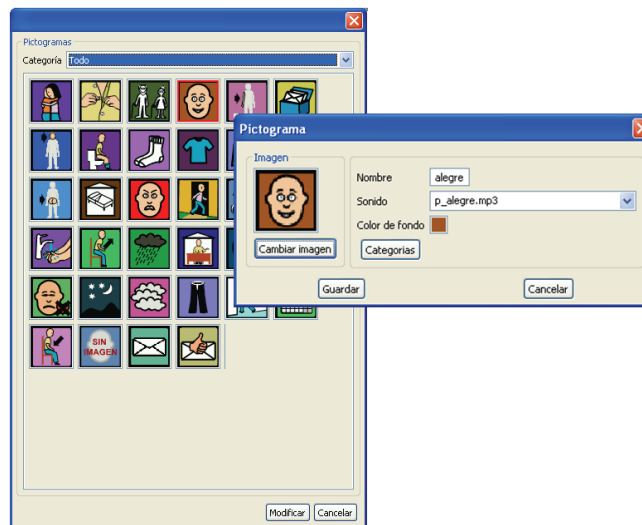 Pictogramas
Categoría Todo
SIN
IMAGEN
Modificar Cancelar
Pictograma
Imagen
Cambiar imagen
Nombre alegre
Sonido p_alegre.mp3
Color de fondo
Categorias
Guardar Cancelar